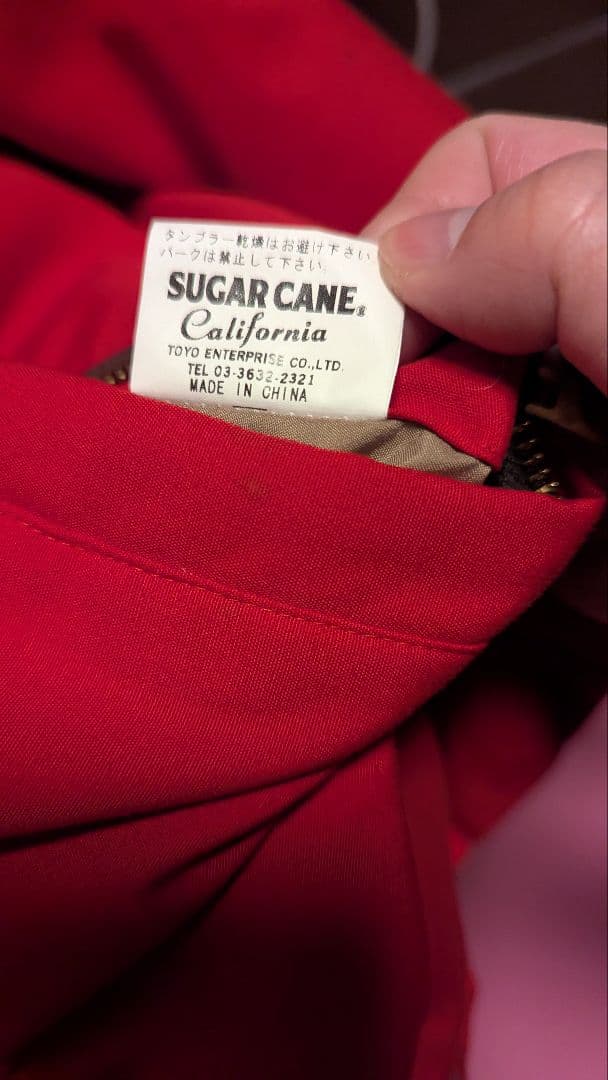 タンブラー乾燥はお避け下さい
パークは禁止して下さい。
SUGAR CANE®
California
TOYO ENTERPRISE CO.,LTD.
TEL 03-3632-2321
MADE IN CHINA